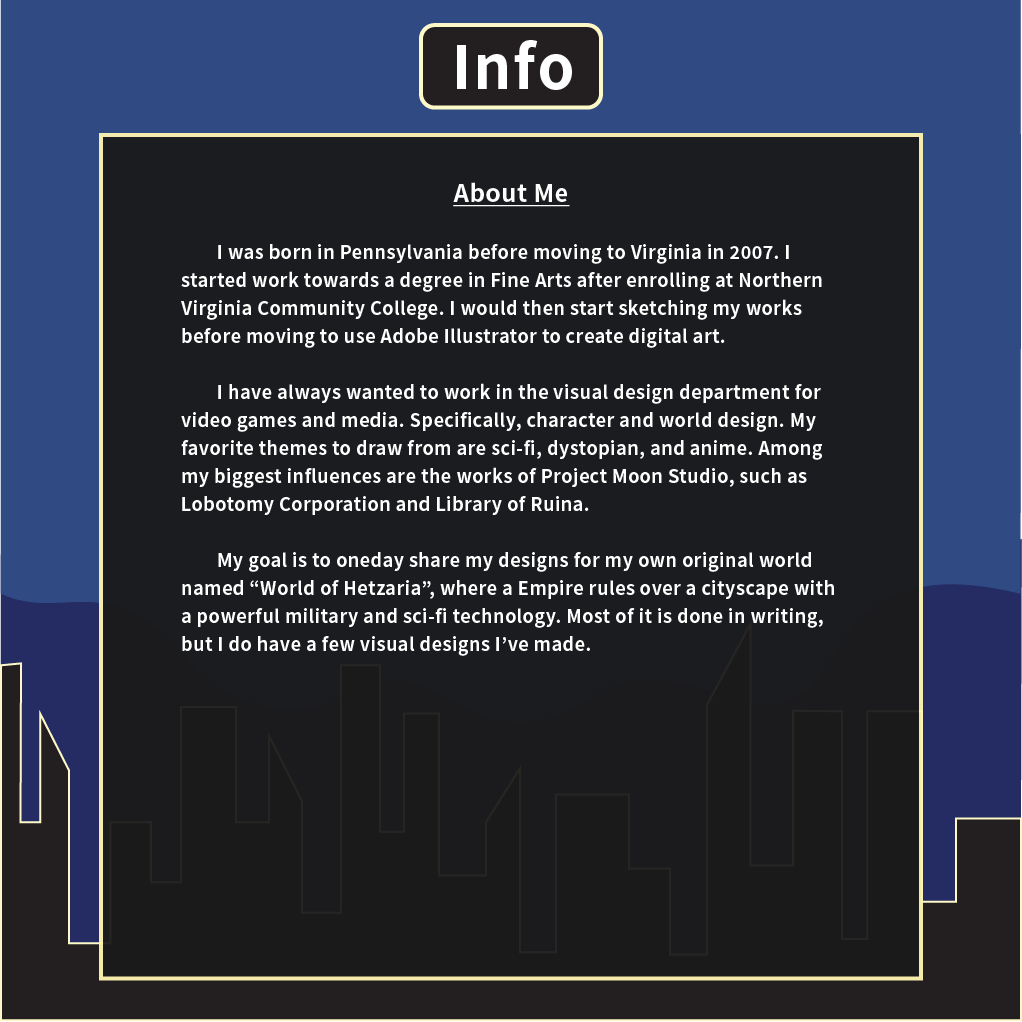 Info
About Me
I was born in Pennsylvania before moving to Virginia in 2007. I
started work towards a degree in Fine Arts after enrolling at Northern
Virginia Community College. I would then start sketching my works
before moving to use Adobe Illustrator to create digital art.
I have always wanted to work in the visual design department for
video games and media. Specifically, character and world design. My
favorite themes to draw from are sci-fi, dystopian, and anime. Among
my biggest influences are the works of Project Moon Studio, such as
Lobotomy Corporation and Library of Ruina.
My goal is to oneday share my designs for my own original world
named “World of Hetzaria”, where a Empire rules over a cityscape with
a powerful military and sci-fi technology. Most of it is done in writing,
but I do have a few visual designs I’ve made.